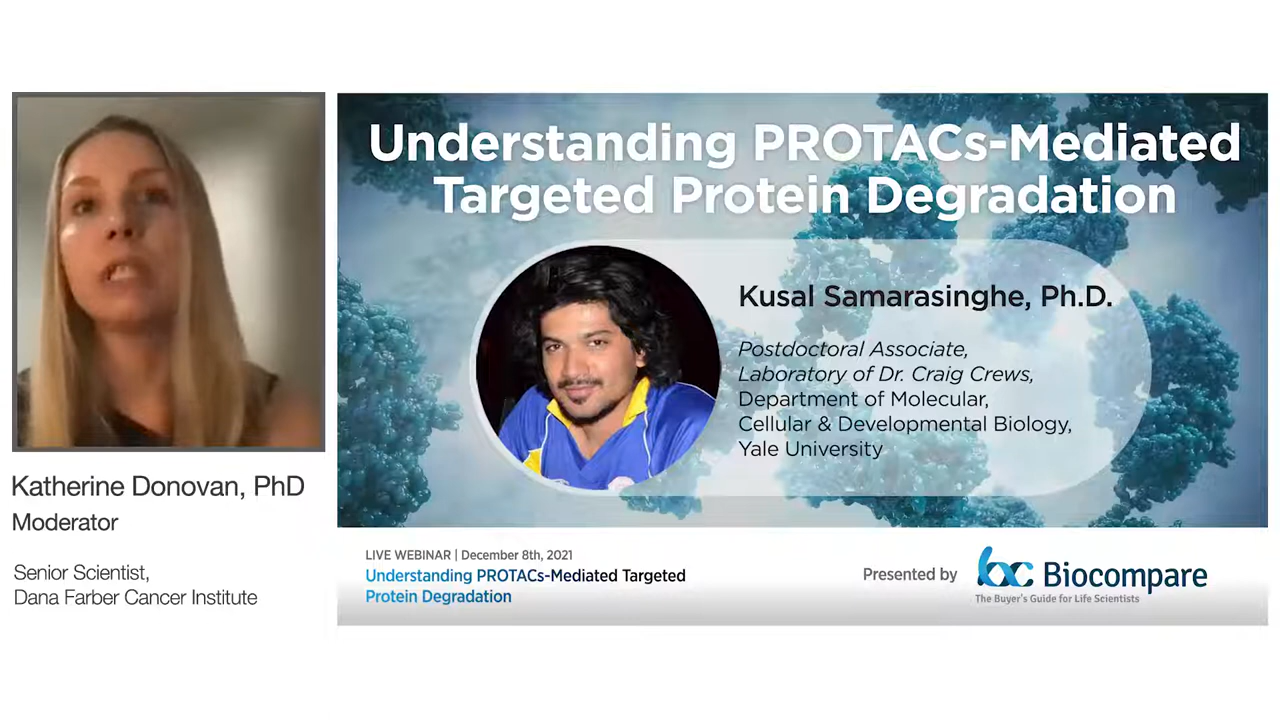 Understanding PROTACs-Mediated
Targeted Protein Degradation
Kusal Samarasinghe, Ph.D.
Postdoctoral Associate,
Laboratory of Dr. Craig Crews,
Department of Molecular,
Cellular & Developmental Biology,
Yale University
Katherine Donovan, PhD
Moderator
Senior Scientist,
Dana Farber Cancer Institute
LIVE WEBINAR | December 8th, 2021
Understanding PROTACs-Mediated Targeted
Protein Degradation
Presented by
bc Biocompare
The Buyer's Guide for Life Scientists